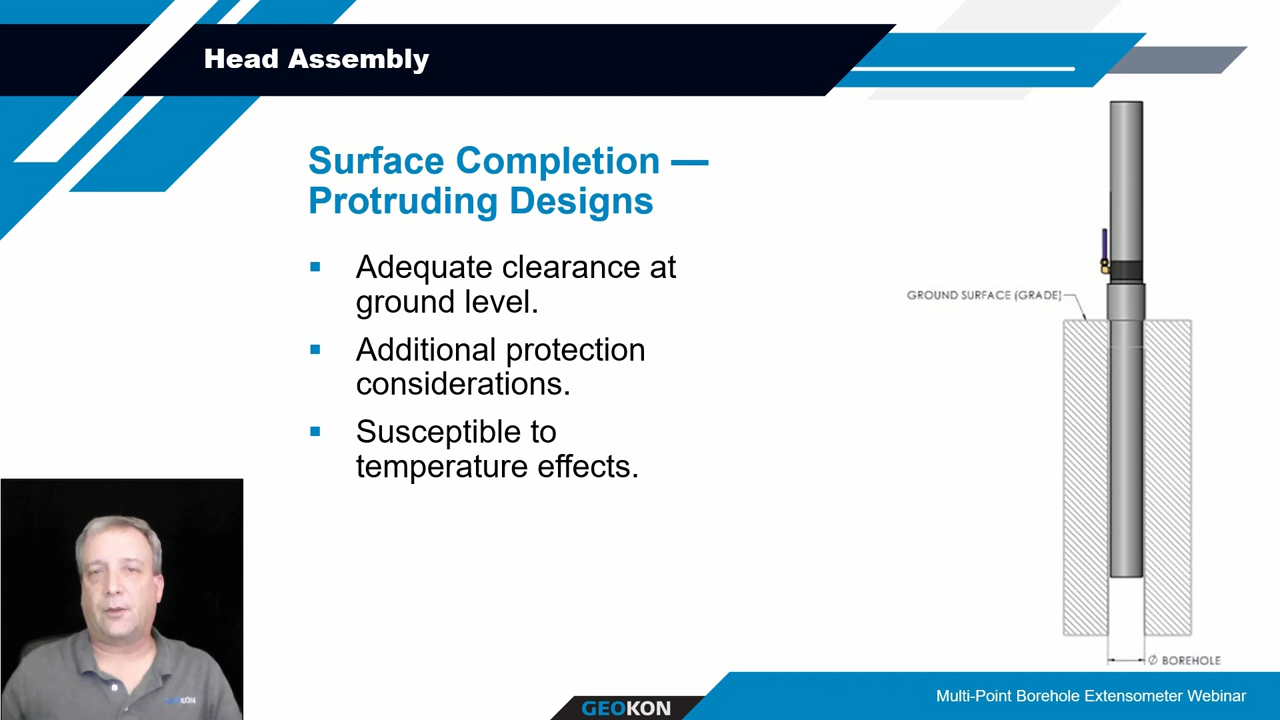 Head Assembly
Surface Completion —
Protruding Designs
Adequate clearance at
ground level.
Additional protection
considerations.
Susceptible to
temperature effects.
GROUND SURFACE (GRADE)
Ø BOREHOLE
GEOKON
GEOKON
Multi-Point Borehole Extensometer Webinar